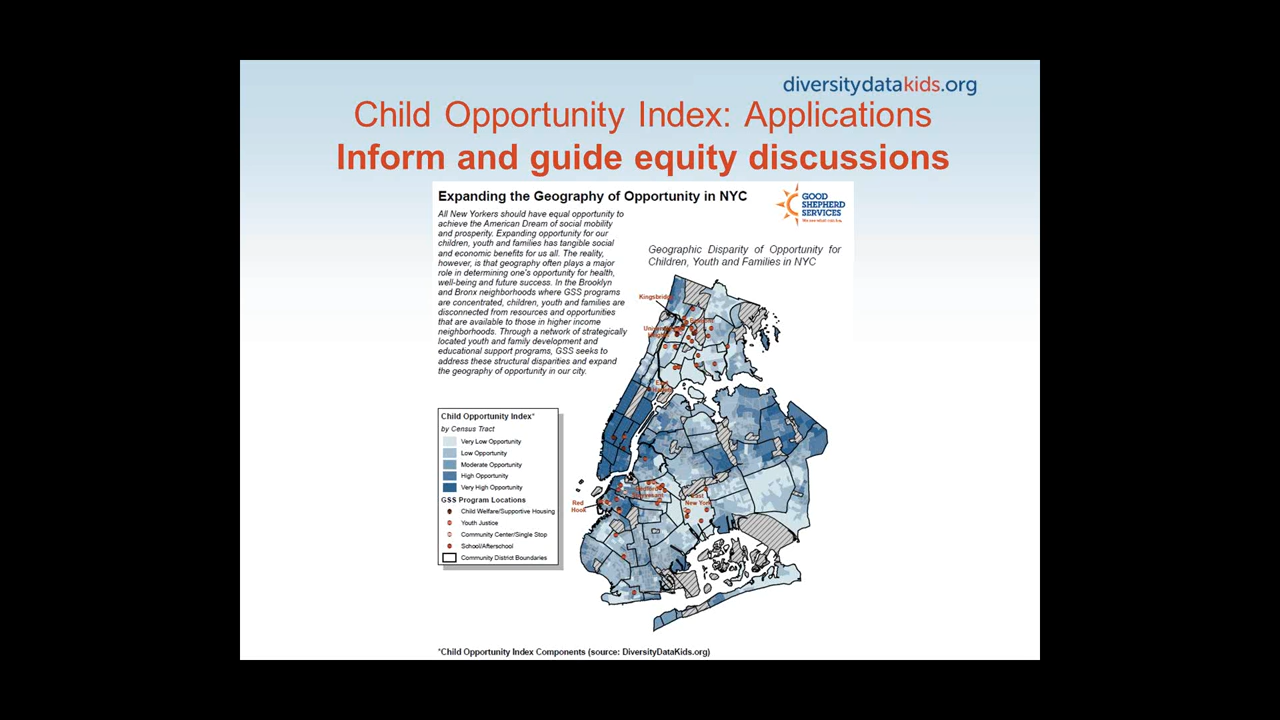 diversitydatakids.org
Child Opportunity Index: Applications
Inform and guide equity discussions
Expanding the Geography of Opportunity in NYC
GOOD
SHEPHERD
SERVICES
All New Yorkers should have equal opportunity to
achieve the American Dream of social mobility
and prosperity. Expanding opportunity for our
children, youth and families has tangible social
and economic benefits for us all. The reality,
however, is that geography often plays a major
role in determining one's opportunity for health,
well-being and future success. In the Brooklyn
and Bronx neighborhoods where GSS programs
are concentrated, children, youth and families are
disconnected from resources and opportunities
that are available to those in higher income
neighborhoods. Through a network of strategically
located youth and family development and
educational support programs, GSS seeks to
address these structural disparities and expand
the geography of opportunity in our city.
Geographic Disparity of Opportunity for
Children, Youth and Families in NYC
Child Opportunity Index*
by Census Tract
Very Low Opportunity
Low Opportunity
Moderate Opportunity
High Opportunity
Very High Opportunity
GSS Program Locations
Child Welfare/Supportive Housing
Youth Justice
Community Center/Single Stop
School/Afterschool
Community District Boundaries
Red
Hook
East
New York
*Child Opportunity Index Components (source: DiversityDataKids.org)